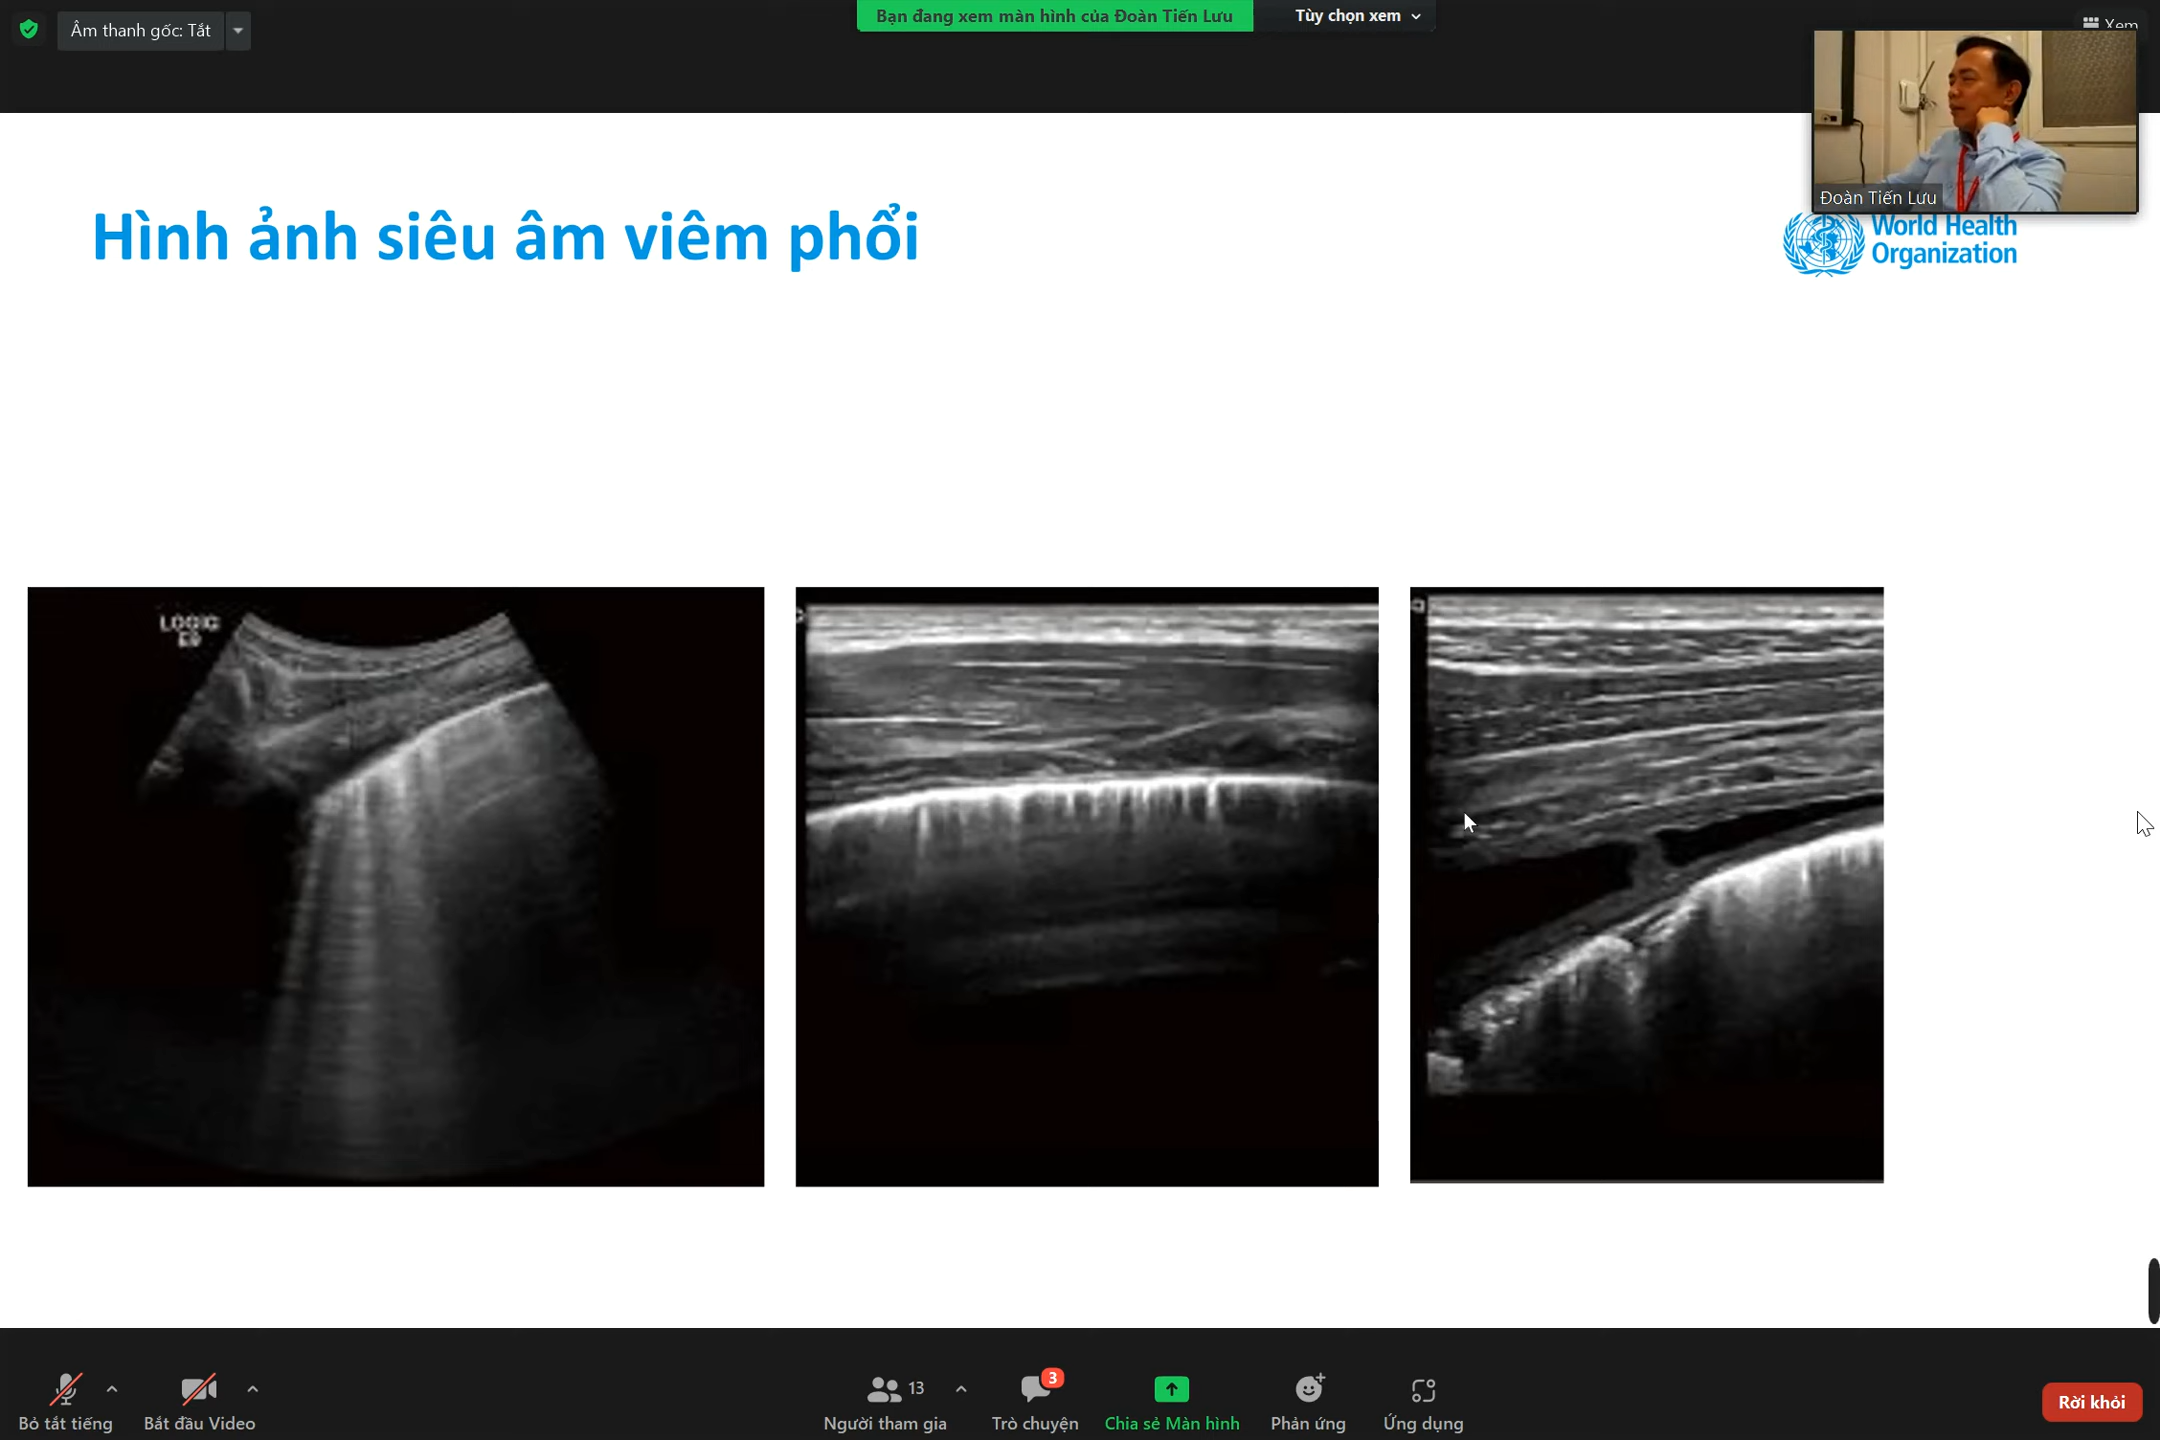 Âm thanh gốc: Tắt
Bạn đang xem màn hình của Đoàn Tiến Lưu
Tùy chọn xem
Xem
Đoàn Tiến Lưu
Hình ảnh siêu âm viêm phổi
World Health
Organization
LOGIQ
E9
Bỏ tắt tiếng
Bắt đầu Video
13
Người tham gia
3
Trò chuyện
Chia sẻ Màn hình
Phản ứng
Ứng dụng
Rời khỏi